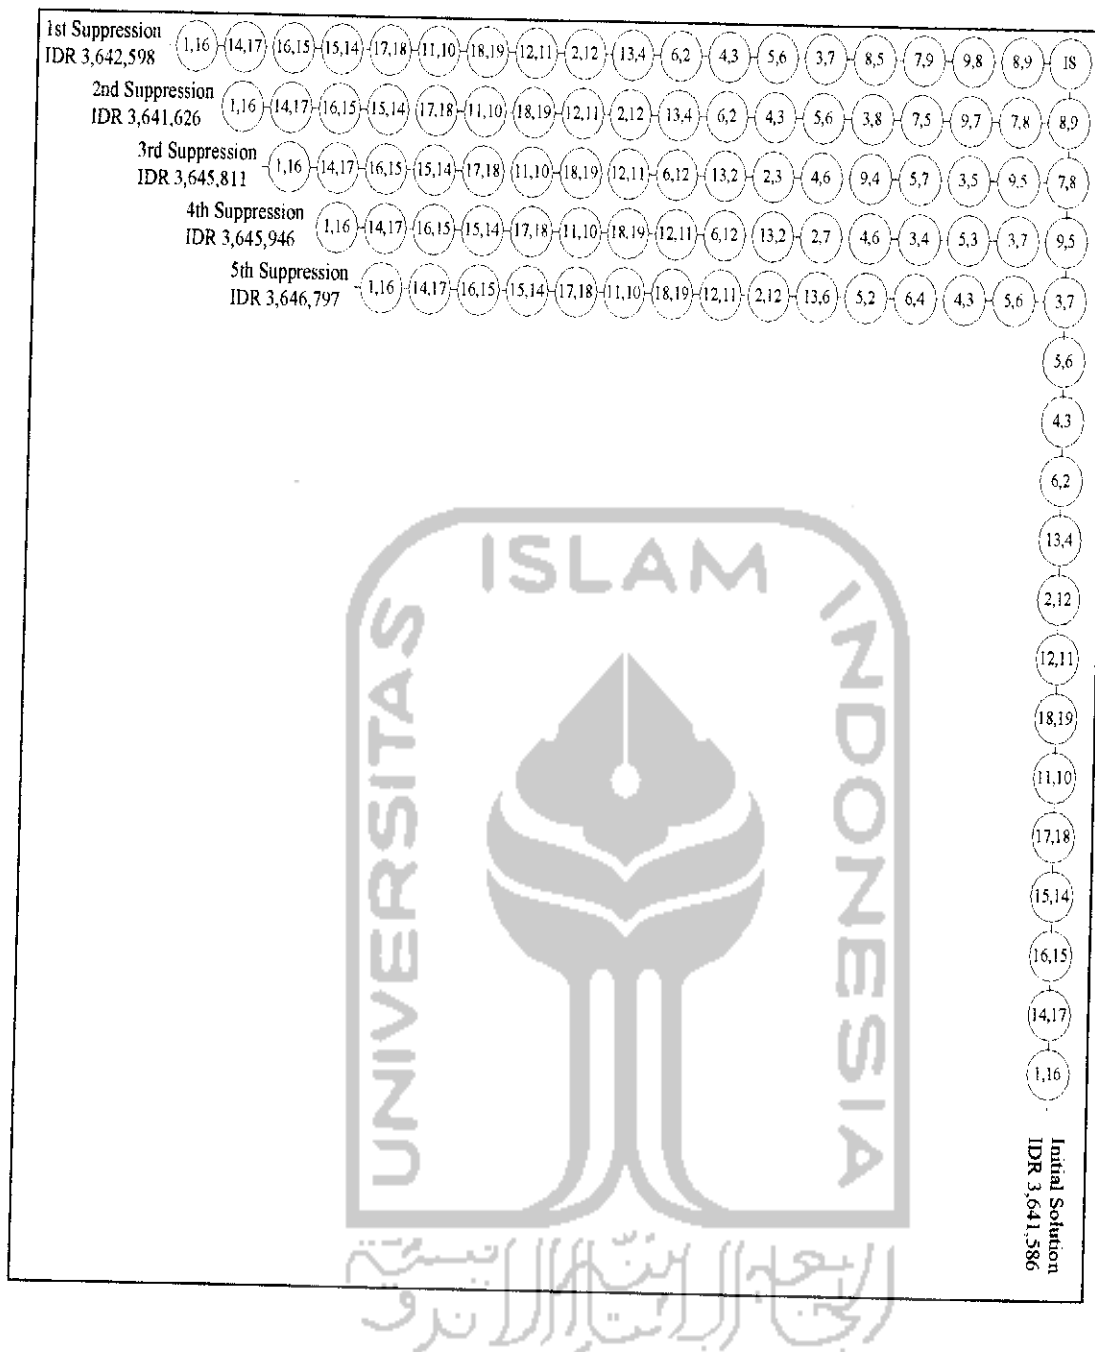 1st Suppression
IDR 3,642,598
1,16 14,17 16,15 15,14 17,18 11,10 18,19 12,11 2,12 13,4 6,2 4,3 5,6 3,7 8,5 7,9 9,8 8,9 IS
2nd Suppression
IDR 3,641,626
1,16 14,17 16,15 15,14 17,18 11,10 18,19 12,11 2,12 13,4 6,2 4,3 5,6 3,8 7,5 9,7 7,8 8,9
3rd Suppression
IDR 3,645,811
1,16 14,17 16,15 15,14 17,18 11,10 18,19 12,11 6,12 13,2 2,3 4,6 9,4 5,7 3,5 9,5 7,8
4th Suppression
IDR 3,645,946
1,16 14,17 16,15 15,14 17,18 11,10 18,19 12,11 6,12 13,2 2,7 4,6 3,4 5,3 3,7 9,5
5th Suppression
IDR 3,646,797
1,16 14,17 16,15 15,14 17,18 11,10 18,19 12,11 2,12 13,6 5,2 6,4 4,3 5,6 3,7
5,6
4,3
6,2
13,4
2,12
12,11
18,19
11,10
17,18
15,14
16,15
14,17
1,16
Initial Solution
IDR 3,641,586
UNIVERSITAS
ISLAM
INDONESIA